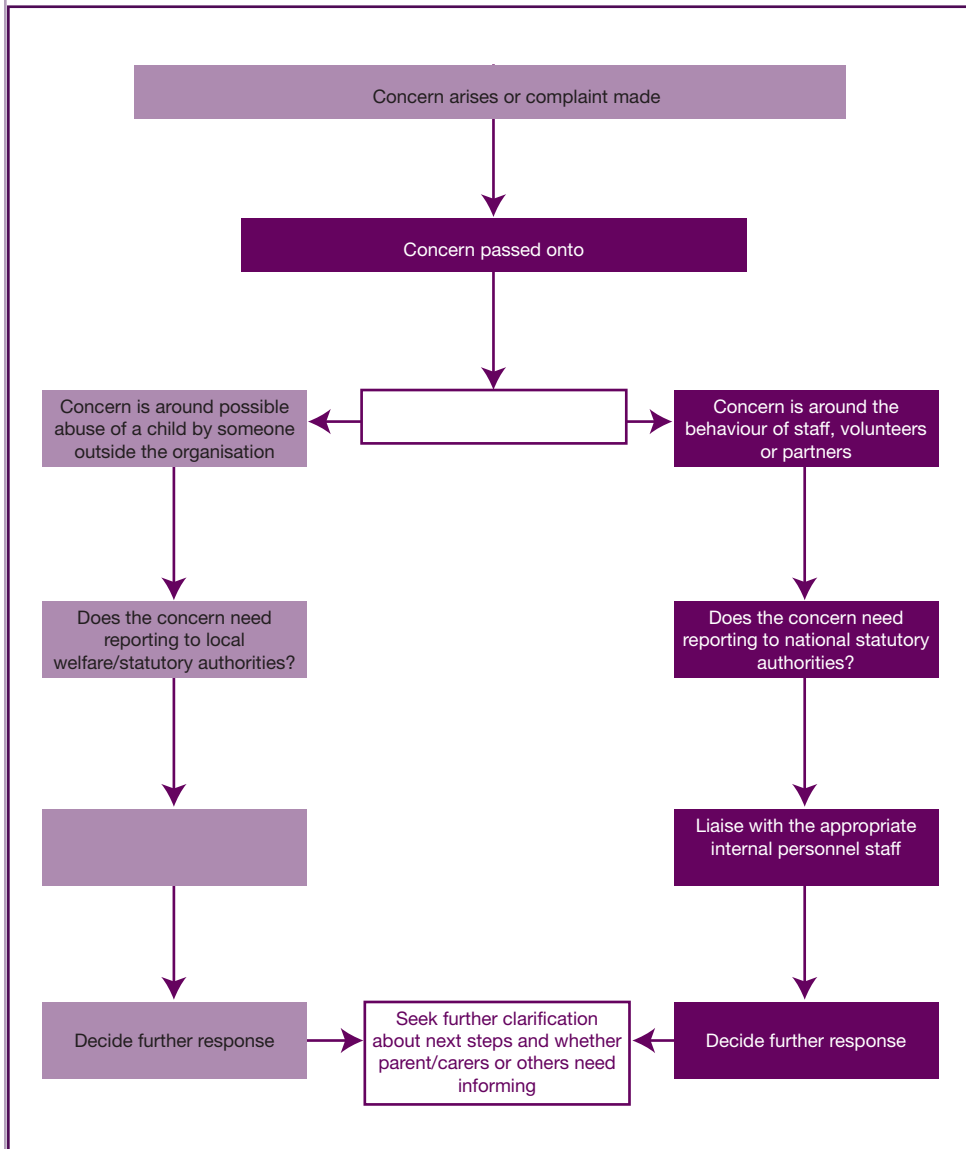 Concern arises or complaint made
Concern passed onto
Concern is around possible
abuse of a child by someone
outside the organisation
Concern is around the
behaviour of staff, volunteers
or partners
Does the concern need
reporting to local
welfare/statutory authorities?
Does the concern need
reporting to national statutory
authorities?
Liaise with the appropriate
internal personnel staff
Decide further response
Seek further clarification
about next steps and whether
parent/carers or others need
informing
Decide further response